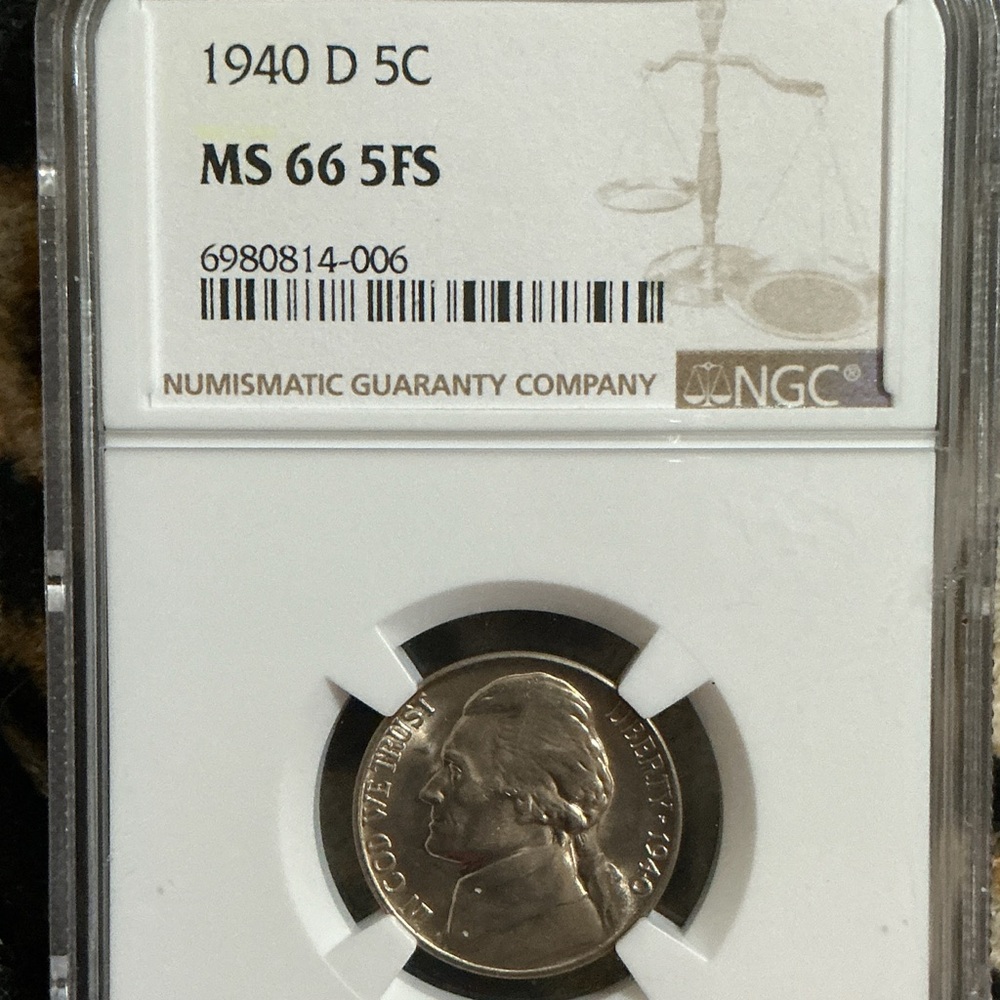 1940 D 5C
MS 66 5FS
6980814-006
NUMISMATIC GUARANTY COMPANY
NGC®
IN GOD WE TRUST
LIBERTY · 1940